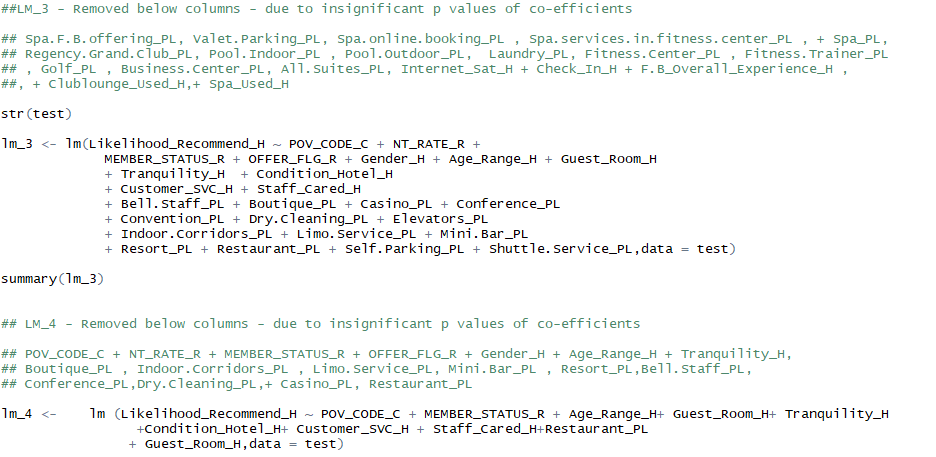 ##LM_3 - Removed below columns - due to insignificant p values of co-efficients
## Spa.F.B.offering_PL, Valet.Parking_PL, Spa.online.booking_PL , Spa.services.in.fitness.center_PL , + Spa_PL,
## Regency.Grand.Club_PL, Pool.Indoor_PL , Pool.Outdoor_PL,  Laundry_PL, Fitness.Center_PL , Fitness.Trainer_PL
## , Golf_PL , Business.Center_PL, All.Suites_PL, Internet_Sat_H + Check_In_H + F.B_Overall_Experience_H ,
##, + Clublounge_Used_H,+ Spa_Used_H
str(test)
lm_3 <- lm(Likelihood_Recommend_H ~ POV_CODE_C + NT_RATE_R +
MEMBER_STATUS_R + OFFER_FLG_R + Gender_H + Age_Range_H + Guest_Room_H
+ Tranquility_H  + Condition_Hotel_H
+ Customer_SVC_H + Staff_Cared_H
+ Bell.Staff_PL + Boutique_PL + Casino_PL + Conference_PL
+ Convention_PL + Dry.Cleaning_PL + Elevators_PL
+ Indoor.Corridors_PL + Limo.Service_PL + Mini.Bar_PL
+ Resort_PL + Restaurant_PL + Self.Parking_PL + Shuttle.Service_PL,data = test)
summary(lm_3)
## LM_4 - Removed below columns - due to insignificant p values of co-efficients
## POV_CODE_C + NT_RATE_R + MEMBER_STATUS_R + OFFER_FLG_R + Gender_H + Age_Range_H + Tranquility_H,
## Boutique_PL , Indoor.Corridors_PL , Limo.Service_PL, Mini.Bar_PL , Resort_PL,Bell.Staff_PL,
## Conference_PL,Dry.Cleaning_PL,+ Casino_PL, Restaurant_PL
lm_4 <-    lm (Likelihood_Recommend_H ~ POV_CODE_C + MEMBER_STATUS_R + Age_Range_H+ Guest_Room_H+ Tranquility_H
+Condition_Hotel_H+ Customer_SVC_H + Staff_Cared_H+Restaurant_PL
+ Guest_Room_H,data = test)